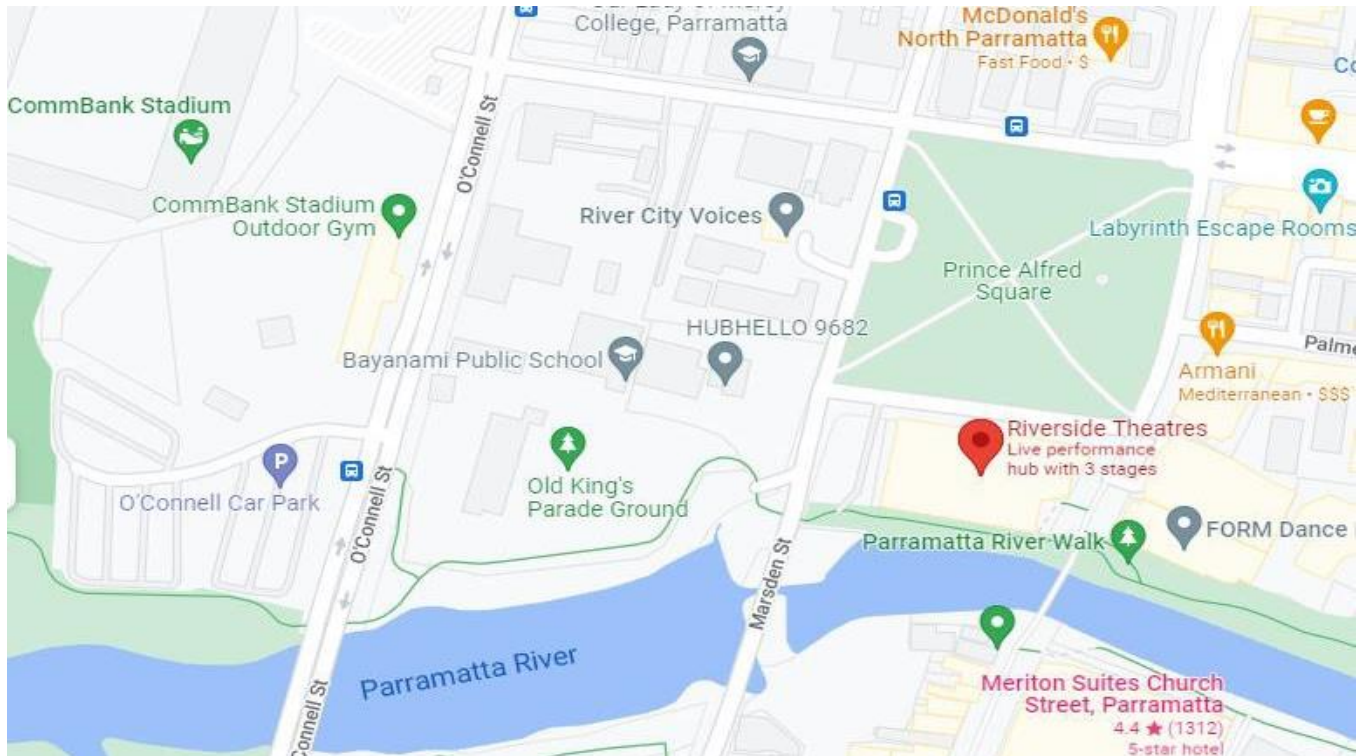 College, Parramatta
McDonald's
North Parramatta
Fast Food • $
CommBank Stadium
O'Connell St
CommBank Stadium
Outdoor Gym
River City Voices
Labyrinth Escape Rooms
Prince Alfred
Square
HUBHELLO 9682
Bayanami Public School
Armani
Mediterranean • $$$
Riverside Theatres
Live performance
hub with 3 stages
P
O'Connell Car Park
Old King's
Parade Ground
O'Connell St
Parramatta River Walk
FORM Dance
Marsden St
Parramatta River
Meriton Suites Church
Street, Parramatta
4.4 ★ (1312)
5-star hotel